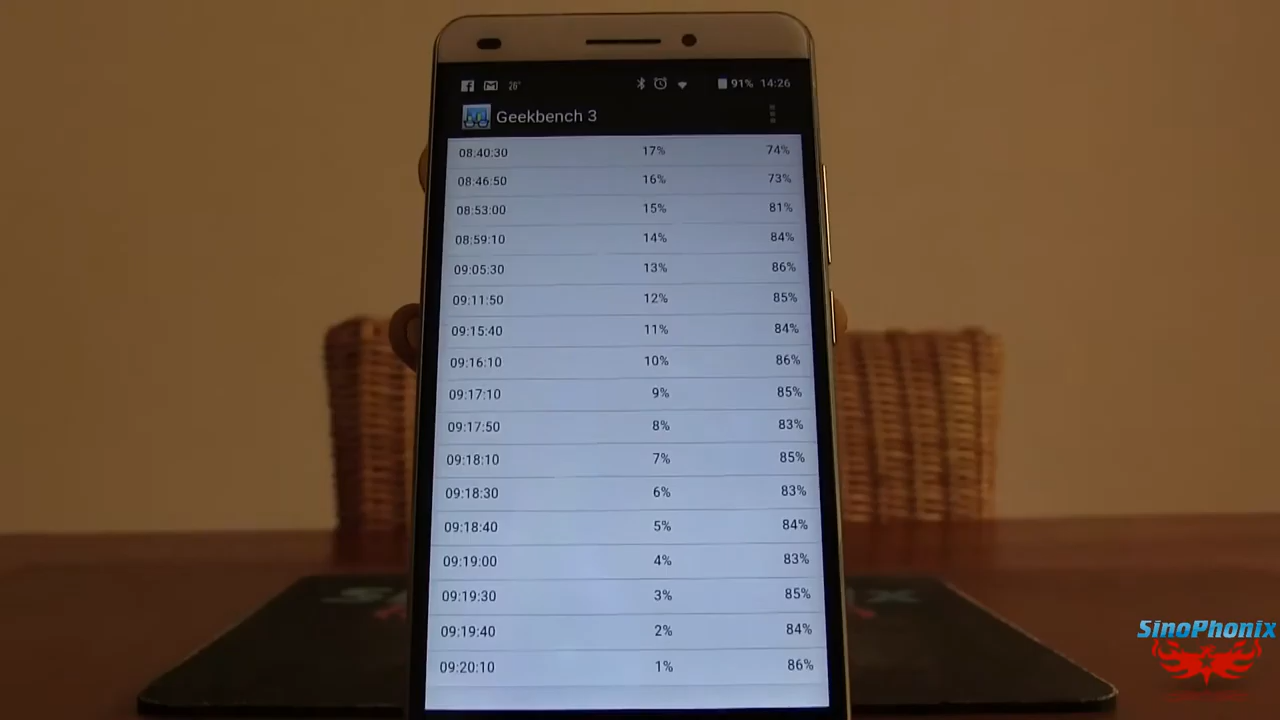 26° 91% 14:26
Geekbench 3
08:40:30 17% 74%
08:46:50 16% 73%
08:53:00 15% 81%
08:59:10 14% 84%
09:05:30 13% 86%
09:11:50 12% 85%
09:15:40 11% 84%
09:16:10 10% 86%
09:17:10 9% 85%
09:17:50 8% 83%
09:18:10 7% 85%
09:18:30 6% 83%
09:18:40 5% 84%
09:19:00 4% 83%
09:19:30 3% 85%
09:19:40 2% 84%
09:20:10 1% 86%
SinoPhonix